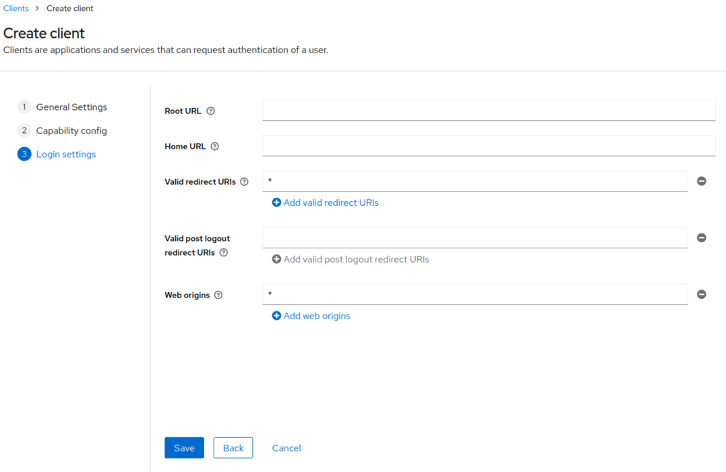 Clients > Create client
Create client
Clients are applications and services that can request authentication of a user.
1 General Settings
2 Capability config
3 Login settings
Root URL ?
Home URL ?
Valid redirect URIs ? *
Add valid redirect URIs
Valid post logout
redirect URIs ?
Add valid post logout redirect URIs
Web origins ? *
Add web origins
Save Back Cancel